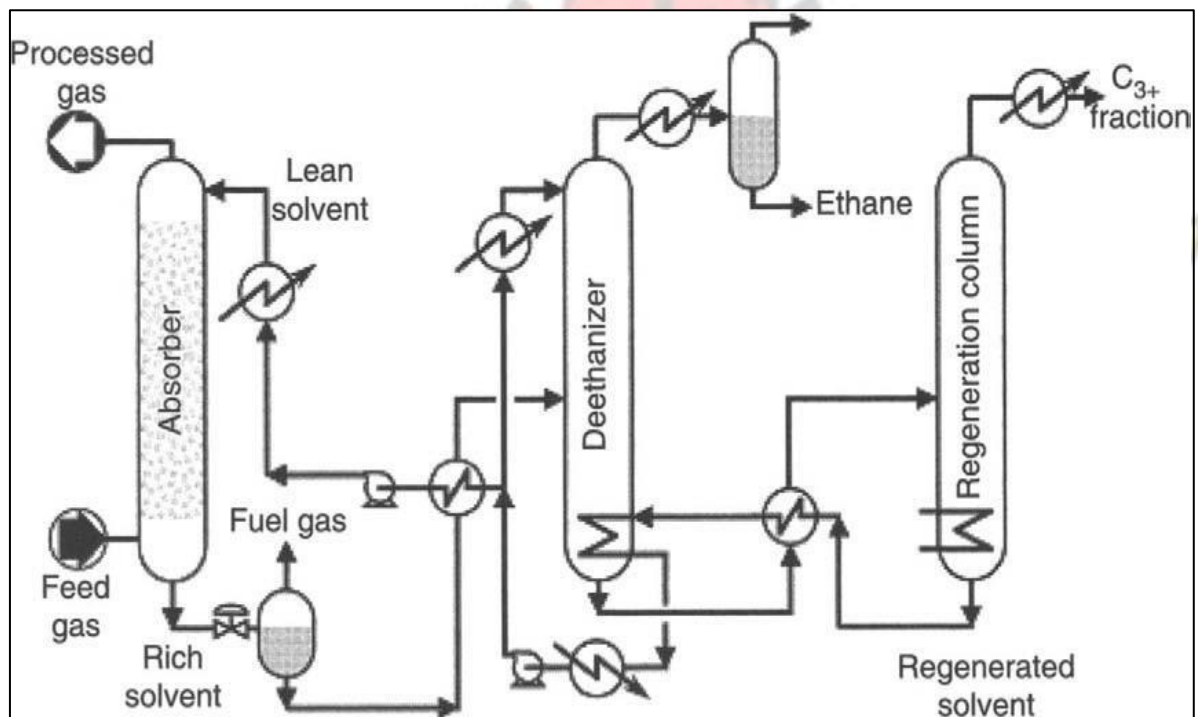 Processed
gas
Lean
solvent
Absorber
Feed
gas
Fuel gas
Rich
solvent
Deethanizer
Ethane
C₃₊
fraction
Regeneration column
Regenerated
solvent